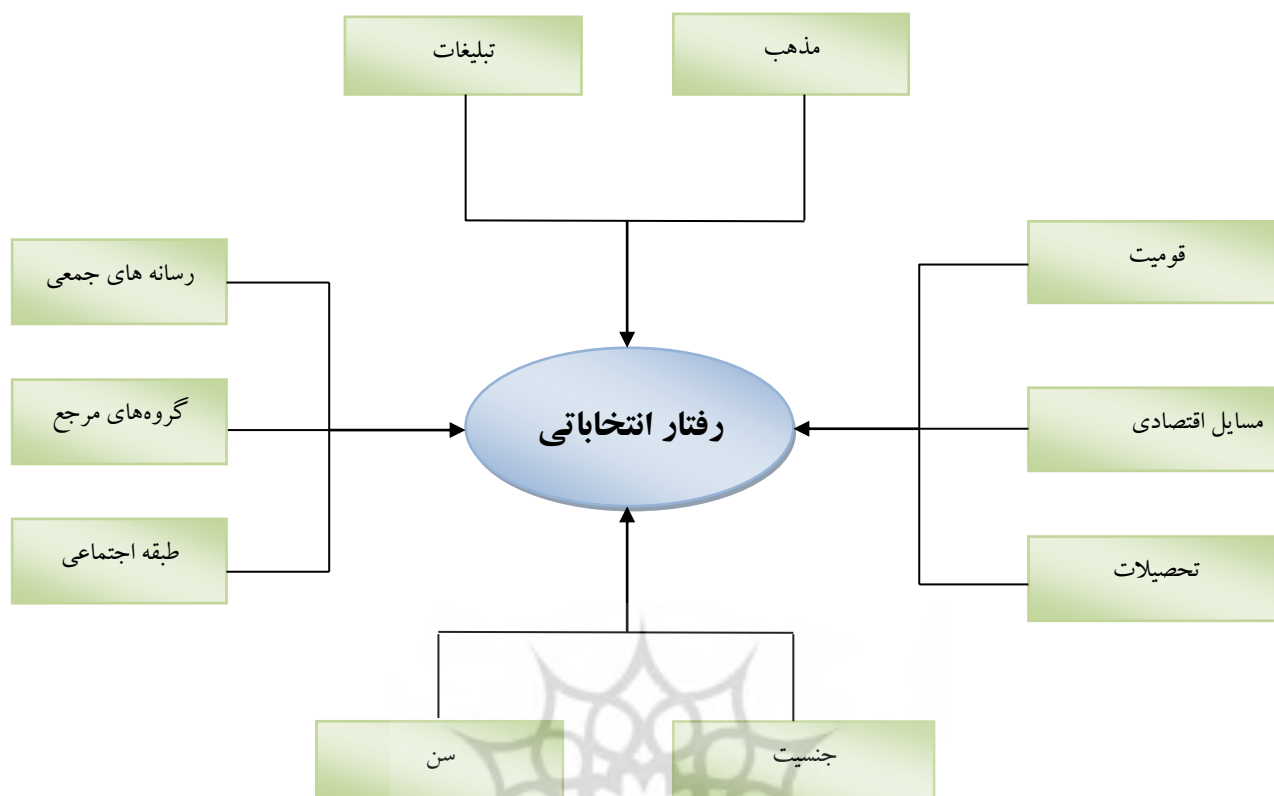 مذهب
تبلیغات
قومیت
رسانه های جمعی
مسایل اقتصادی
رفتار انتخاباتی
گروه‌های مرجع
تحصیلات
طبقه اجتماعی
جنسیت
سن